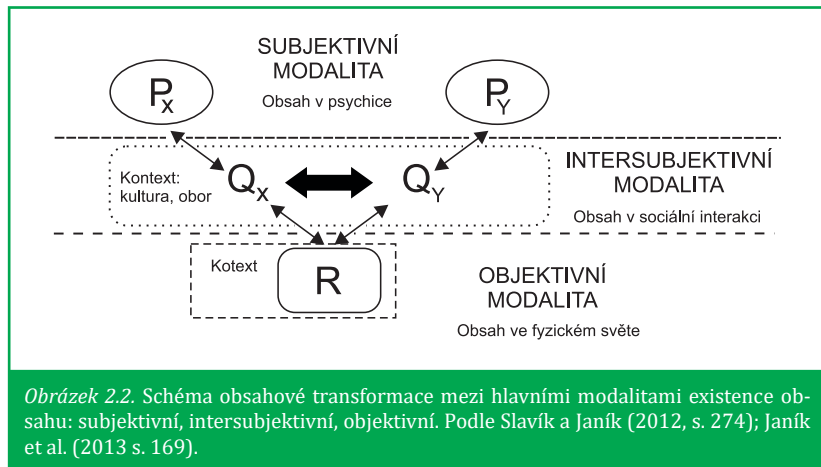 SUBJEKTIVNÍ
MODALITA
Obsah v psychice
P_X
P_Y
Kontext:
kultura, obor
Q_X
Q_Y
INTERSUBJEKTIVNÍ
MODALITA
Obsah v sociální interakci
Kotext
R
OBJEKTIVNÍ
MODALITA
Obsah ve fyzickém světe
Obrázek 2.2. Schéma obsahové transformace mezi hlavními modalitami existence ob-
sahu: subjektivní, intersubjektivní, objektivní. Podle Slavík a Janík (2012, s. 274); Janík
et al. (2013 s. 169).